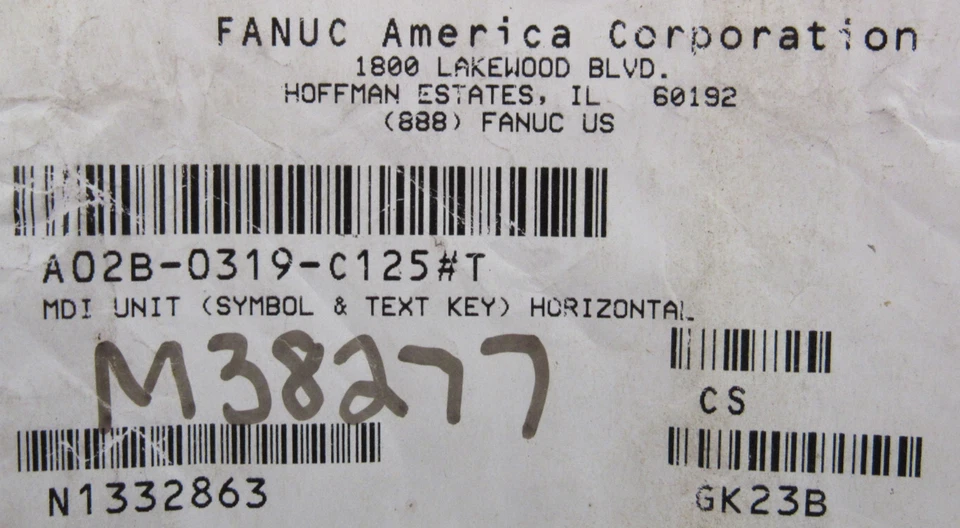 FANUC America Corporation
1800 LAKEWOOD BLVD.
HOFFMAN ESTATES, IL 60192
(888) FANUC US
A02B-0319-C125#T
MDI UNIT (SYMBOL & TEXT KEY) HORIZONTAL
M38277
CS
N1332863
GK23B